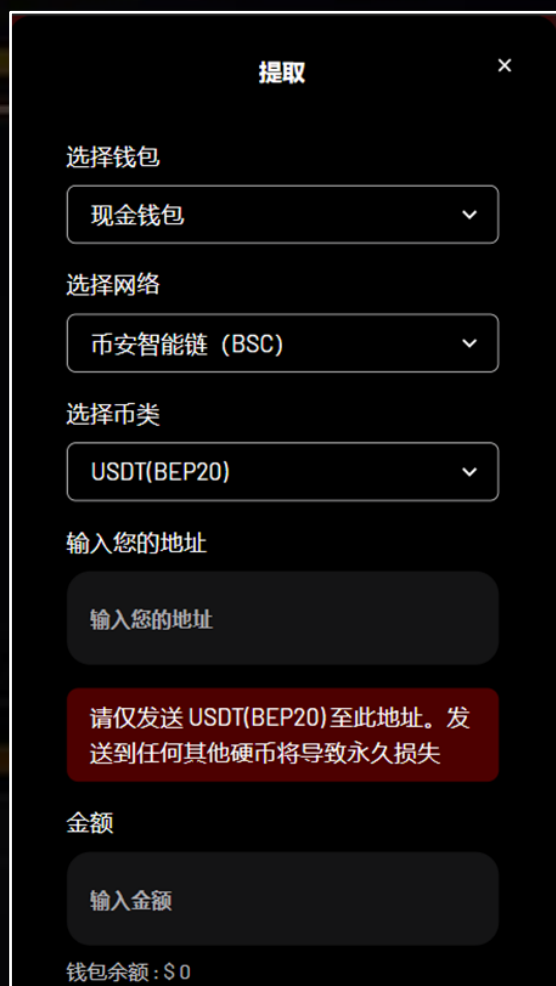 提取
×
选择钱包
现金钱包
选择网络
币安智能链（BSC）
选择币类
USDT(BEP20)
输入您的地址
输入您的地址
请仅发送 USDT(BEP20) 至此地址。发
送到任何其他硬币将导致永久损失
金额
输入金额
钱包余额 : $ 0